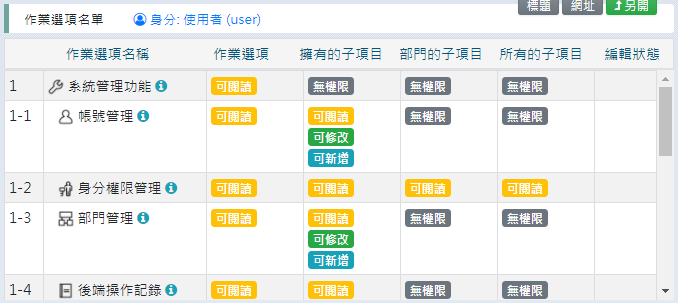 標題 網址 另開
作業選項名單 身分: 使用者 (user)
作業選項名稱 作業選項 擁有的子項目 部門的子項目 所有的子項目 編輯狀態
1 系統管理功能 可閱讀 無權限 無權限 無權限
1-1 帳號管理 可閱讀 可閱讀 無權限 無權限
可修改
可新增
1-2 身分權限管理 可閱讀 可閱讀 可閱讀 可閱讀
1-3 部門管理 可閱讀 可閱讀 無權限 無權限
可修改
可新增
1-4 後端操作記錄 可閱讀 可閱讀 無權限 無權限